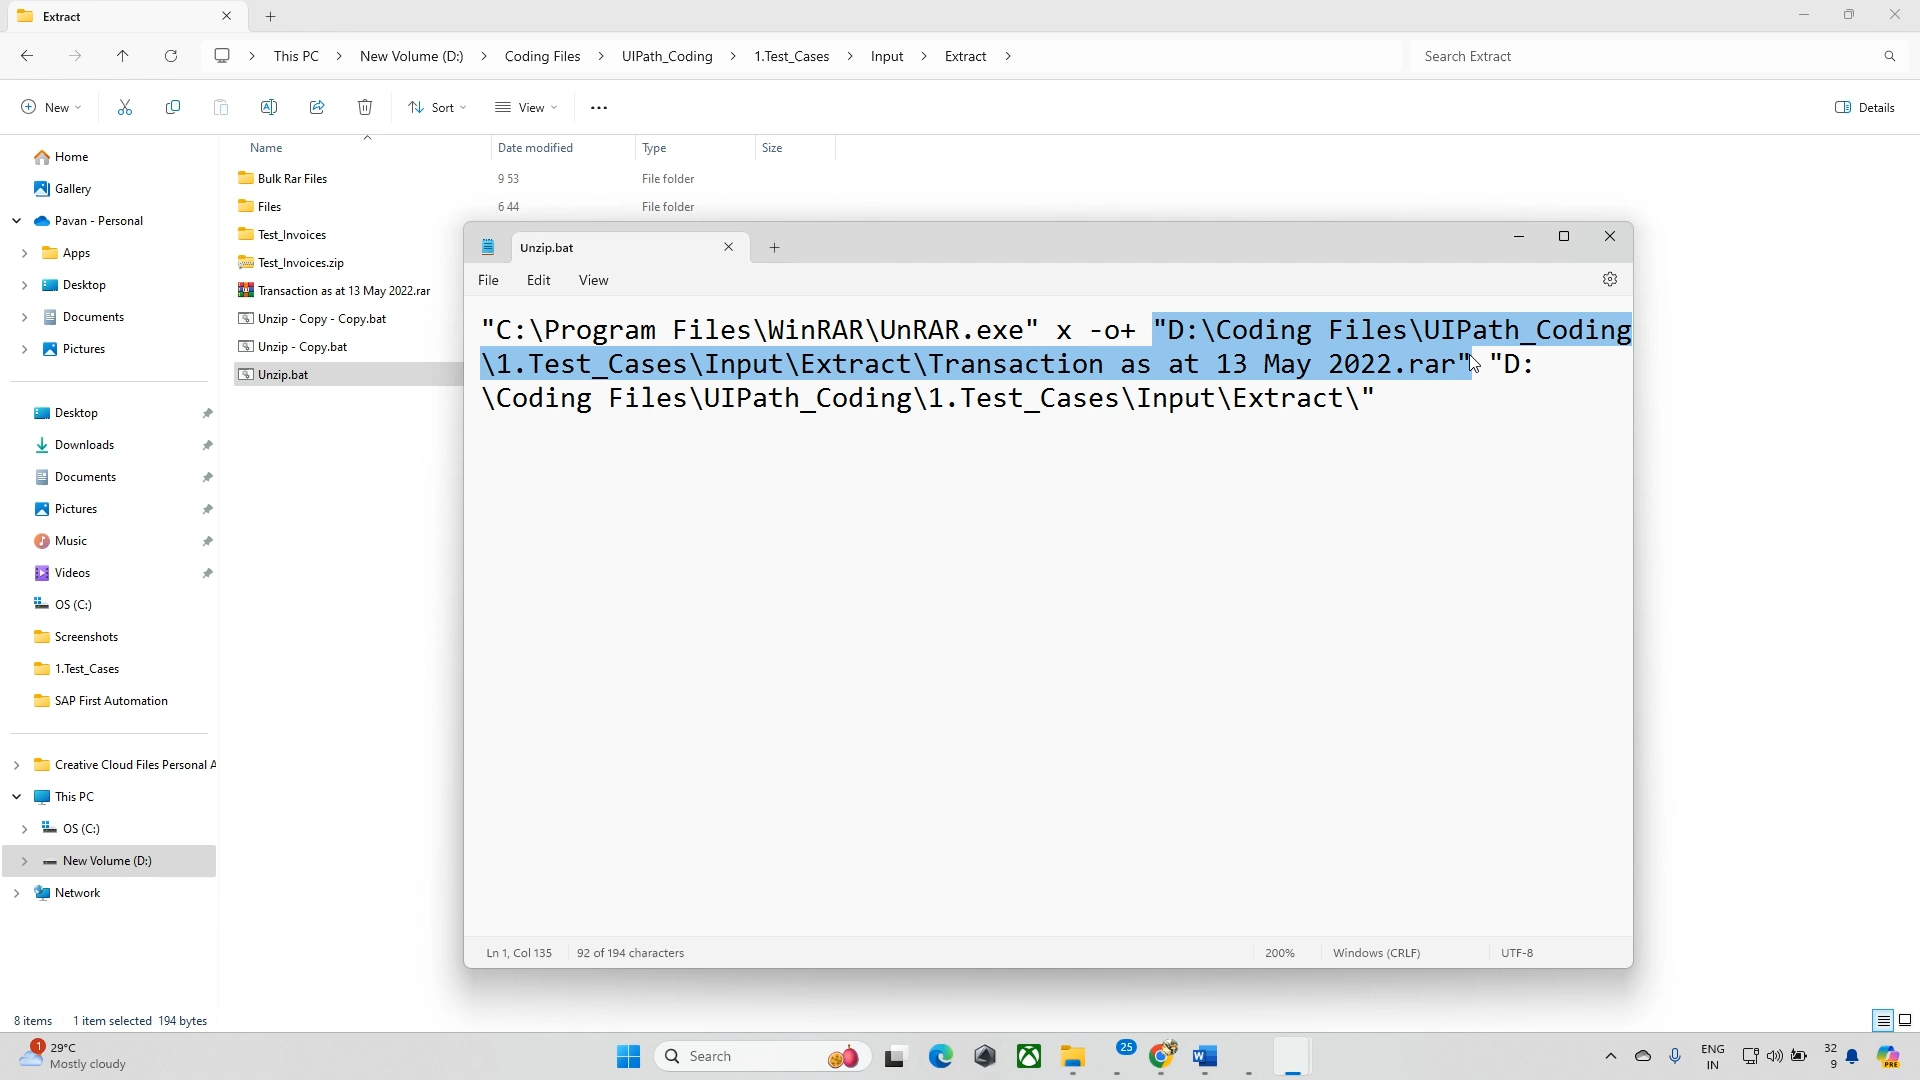 Extract
This PC > New Volume (D:) > Coding Files > UIPath_Coding > 1.Test_Cases > Input > Extract >
Search Extract
New
Sort
View
Details
Name
Date modified
Type
Size
Home
Gallery
Pavan - Personal
Apps
Desktop
Documents
Pictures
Desktop
Downloads
Documents
Pictures
Music
Videos
OS (C:)
Screenshots
1.Test_Cases
SAP First Automation
Creative Cloud Files Personal A
This PC
OS (C:)
New Volume (D:)
Network
Bulk Rar Files 9 53 File folder
Files 6 44 File folder
Test_Invoices
Test_Invoices.zip
Transaction as at 13 May 2022.rar
Unzip - Copy - Copy.bat
Unzip - Copy.bat
Unzip.bat
Unzip.bat
File Edit View
"C:\Program Files\WinRAR\UnRAR.exe" x -o+ "D:\Coding Files\UIPath_Coding
\1.Test_Cases\Input\Extract\Transaction as at 13 May 2022.rar" "D:
\Coding Files\UIPath_Coding\1.Test_Cases\Input\Extract\"
Ln 1, Col 135 92 of 194 characters 200% Windows (CRLF) UTF-8
8 items 1 item selected 194 bytes
1
29°C
Mostly cloudy
Search
25
ENG
IN
32
9
PRE